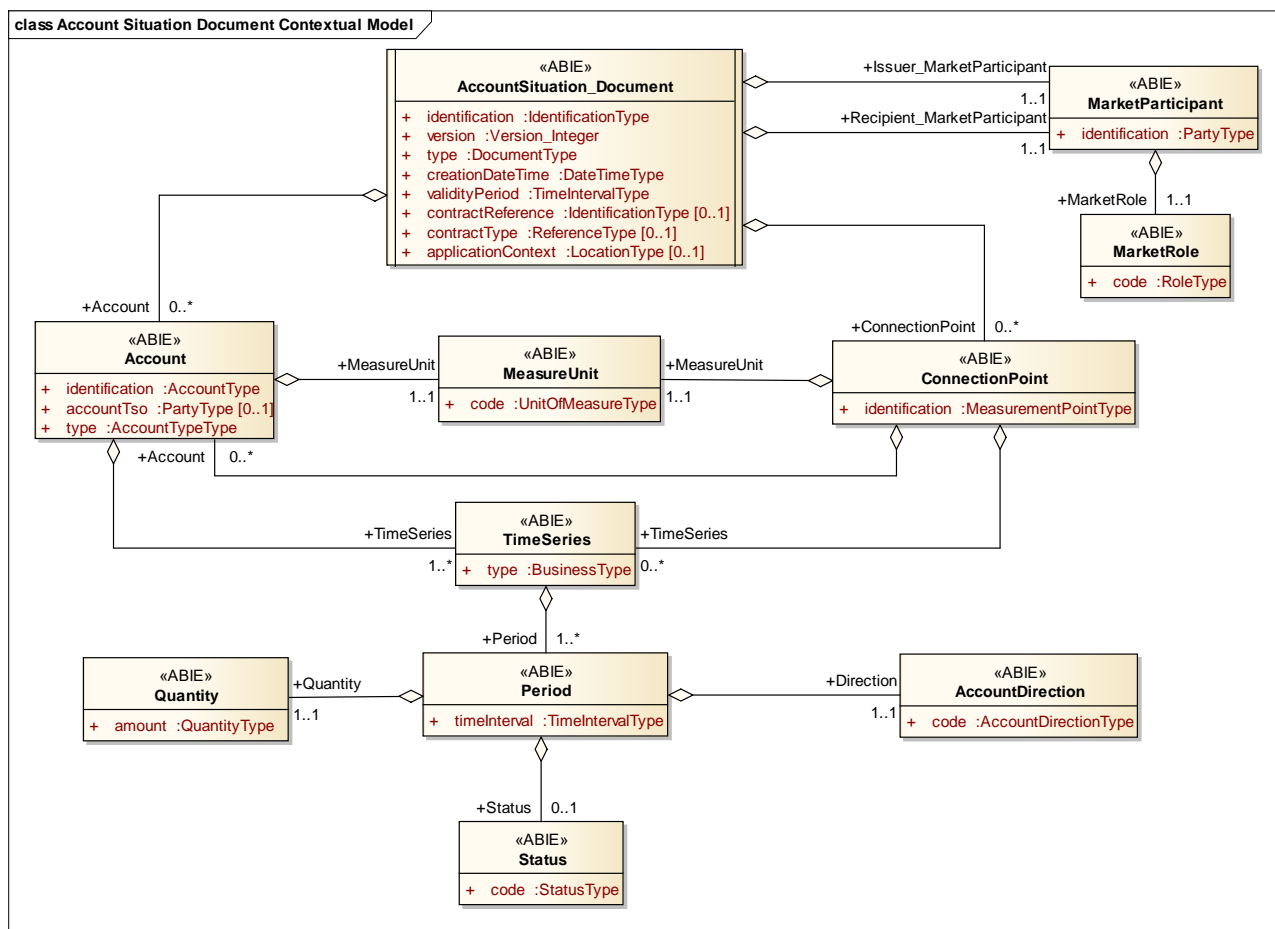 class Account Situation Document Contextual Model
«ABIE»
AccountSituation_Document
+ identification :IdentificationType
+ version :Version_Integer
+ type :DocumentType
+ creationDateTime :DateTimeType
+ validityPeriod :TimeIntervalType
+ contractReference :IdentificationType [0..1]
+ contractType :ReferenceType [0..1]
+ applicationContext :LocationType [0..1]
+Issuer_MarketParticipant
1..1
+Recipient_MarketParticipant
1..1
«ABIE»
MarketParticipant
+ identification :PartyType
+MarketRole 1..1
«ABIE»
MarketRole
+ code :RoleType
+Account 0..*
+ConnectionPoint
0..*
«ABIE»
Account
+ identification :AccountType
+ accountTso :PartyType [0..1]
+ type :AccountTypeType
+MeasureUnit
1..1
«ABIE»
MeasureUnit
+ code :UnitOfMeasureType
+MeasureUnit
1..1
«ABIE»
ConnectionPoint
+ identification :MeasurementPointType
+Account 0..*
+TimeSeries
1..*
«ABIE»
TimeSeries
+ type :BusinessType
+TimeSeries
0..*
+Period 1..*
«ABIE»
Quantity
+ amount :QuantityType
+Quantity
1..1
«ABIE»
Period
+ timeInterval :TimeIntervalType
+Direction
1..1
«ABIE»
AccountDirection
+ code :AccountDirectionType
+Status 0..1
«ABIE»
Status
+ code :StatusType